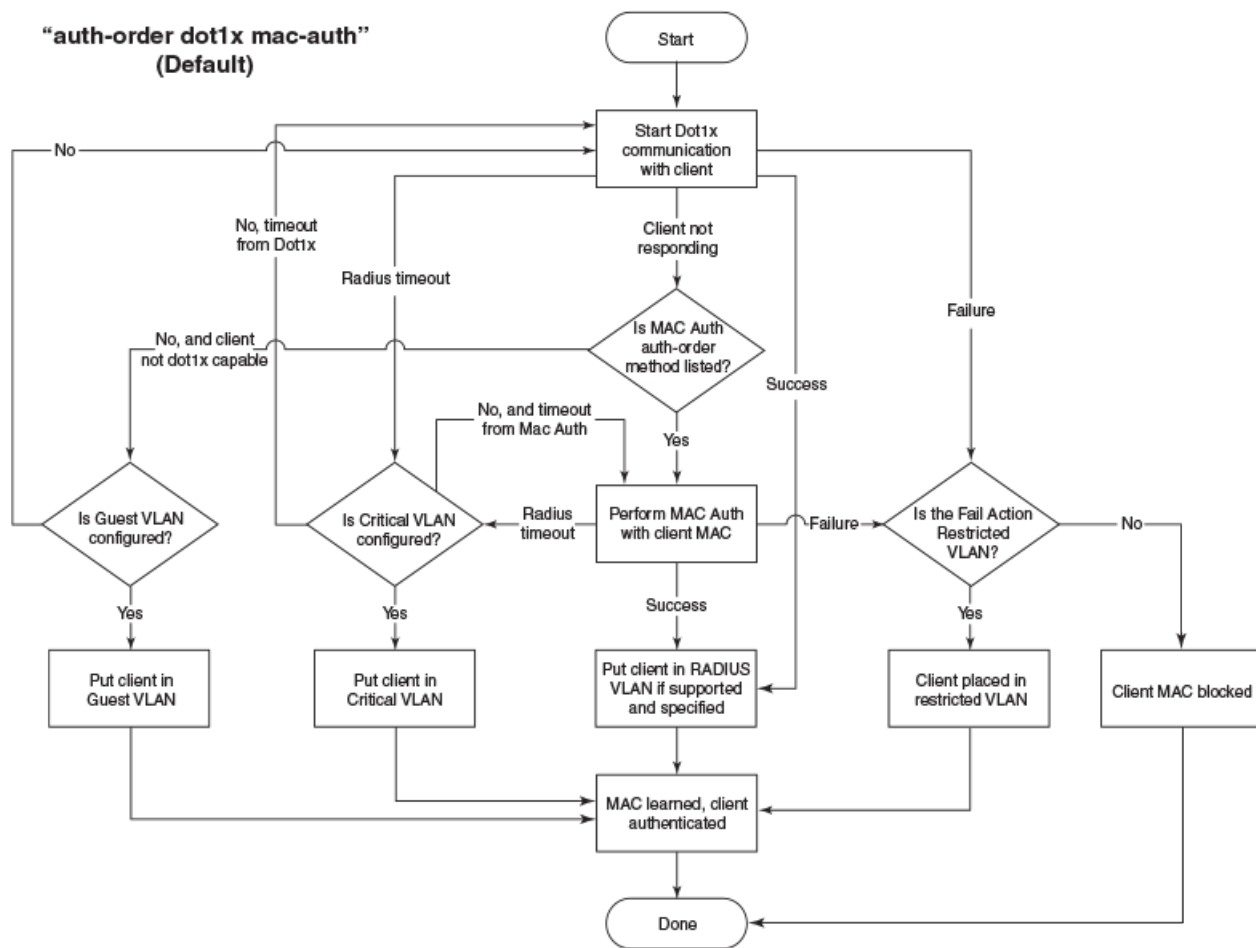 “auth-order dot1x mac-auth”
(Default)
Start
Start Dot1x
communication
with client
No
No, timeout
from Dot1x
Client not
responding
Radius timeout
Failure
Is MAC Auth
auth-order
method listed?
No, and client
not dot1x capable
Success
No, and timeout
from Mac Auth
Yes
Is Guest VLAN
configured?
Is Critical VLAN
configured?
Radius
timeout
Perform MAC Auth
with client MAC
Failure
Is the Fail Action
Restricted
VLAN?
No
Yes
Yes
Success
Yes
Put client in
Guest VLAN
Put client in
Critical VLAN
Put client in RADIUS
VLAN if supported
and specified
Client placed in
restricted VLAN
Client MAC blocked
MAC learned, client
authenticated
Done